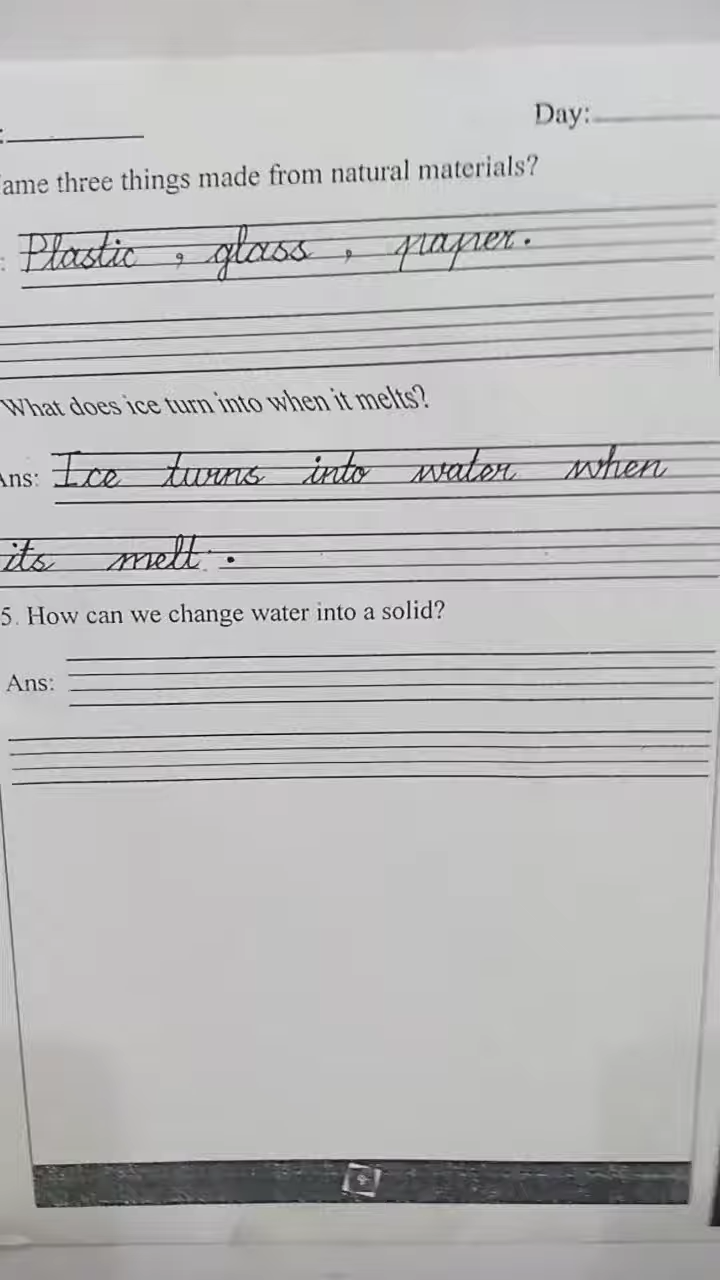 : Day:
ame three things made from natural materials?
: Plastic , glass , paper.
What does ice turn into when it melts?
Ans: Ice turns into water when
its melt .
5. How can we change water into a solid?
Ans: